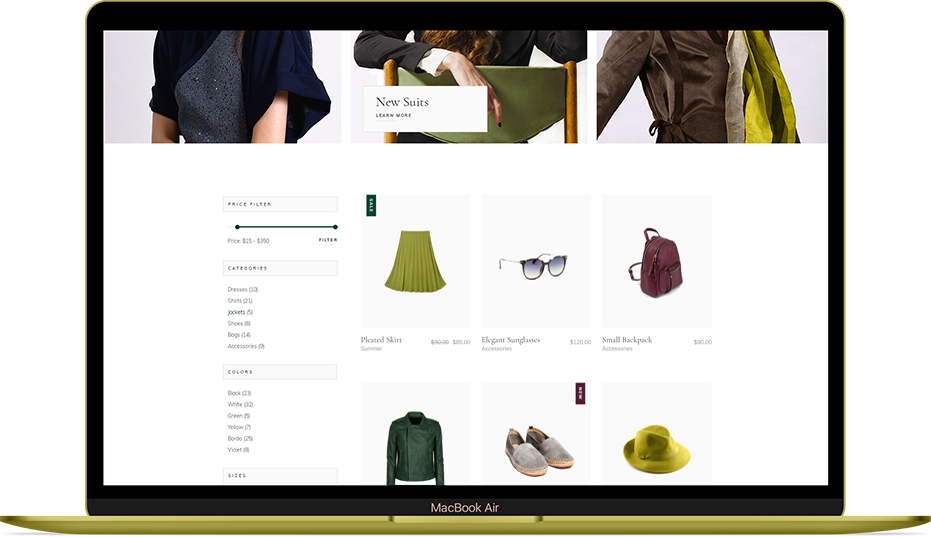 New Suits
LEARN MORE
PRICE FILTER
Price: $15 - $350
FILTER
CATEGORIES
Dresses (10)
Shirts (21)
Jackets (5)
Shoes (8)
Bags (14)
Accessories (9)
COLORS
Black (23)
White (32)
Green (5)
Yellow (7)
Bordo (25)
Violet (8)
SIZES
SALE
Pleated Skirt
$90.00 $80.00
Summer
Elegant Sunglasses
$120.00
Accessories
Small Backpack
$90.00
Accessories
MacBook Air